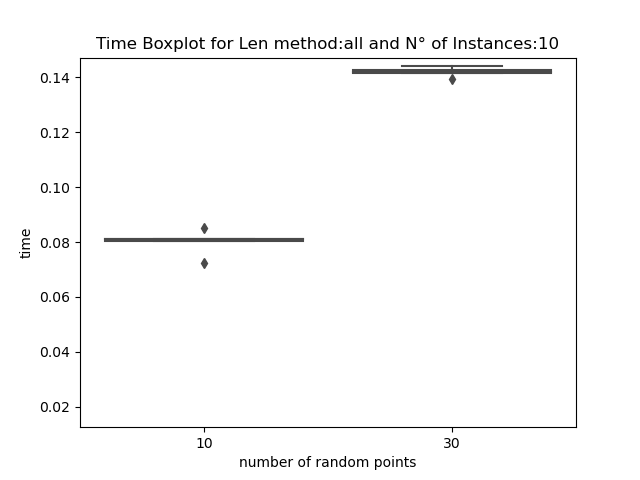 Time Boxplot for Len method:all and N° of Instances:10
0.14
0.12
0.10
0.08
0.06
0.04
0.02
time
10 30
number of random points